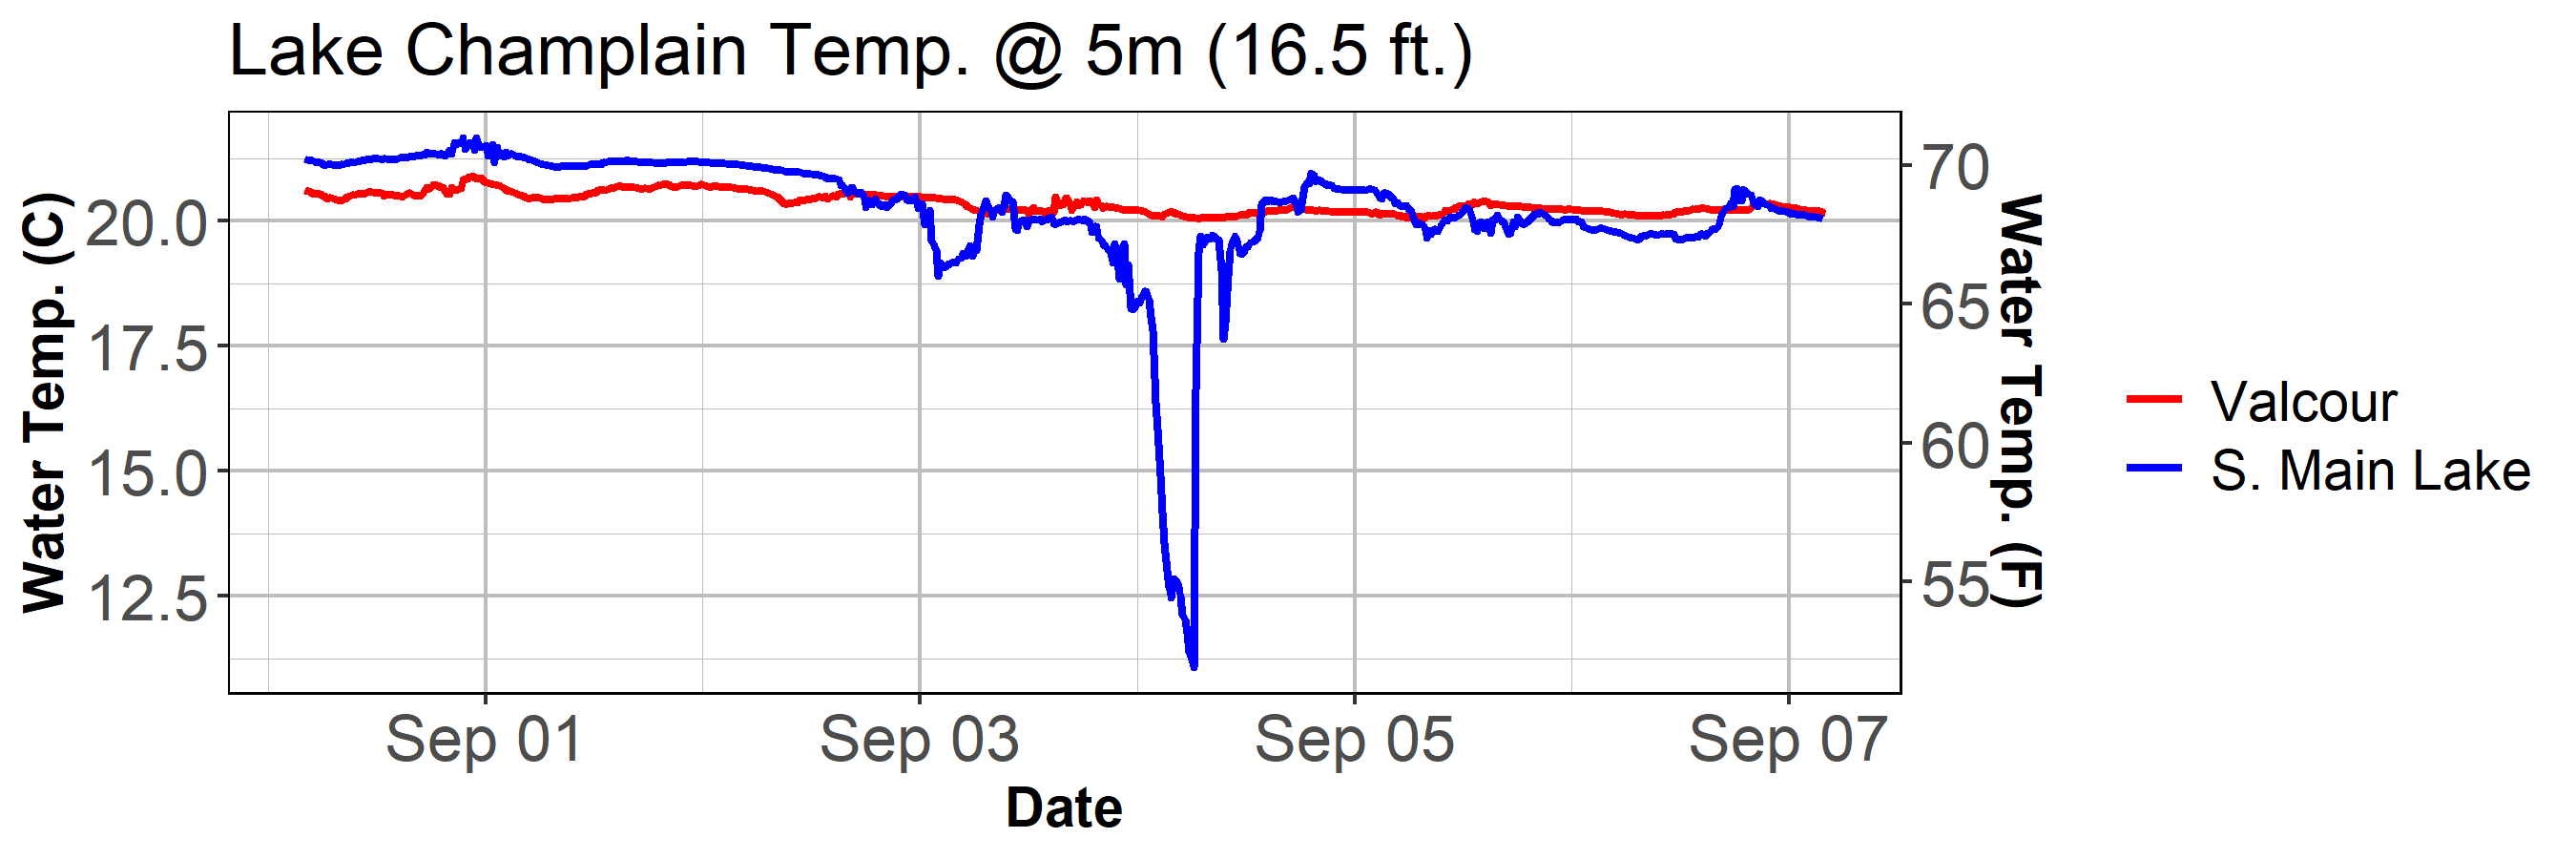 Lake Champlain Temp. @ 5m (16.5 ft.)
Water Temp. (C)
20.0
17.5
15.0
12.5
70
65
60
55
Water Temp. (F)
Sep 01
Sep 03
Sep 05
Sep 07
Date
Valcour
S. Main Lake